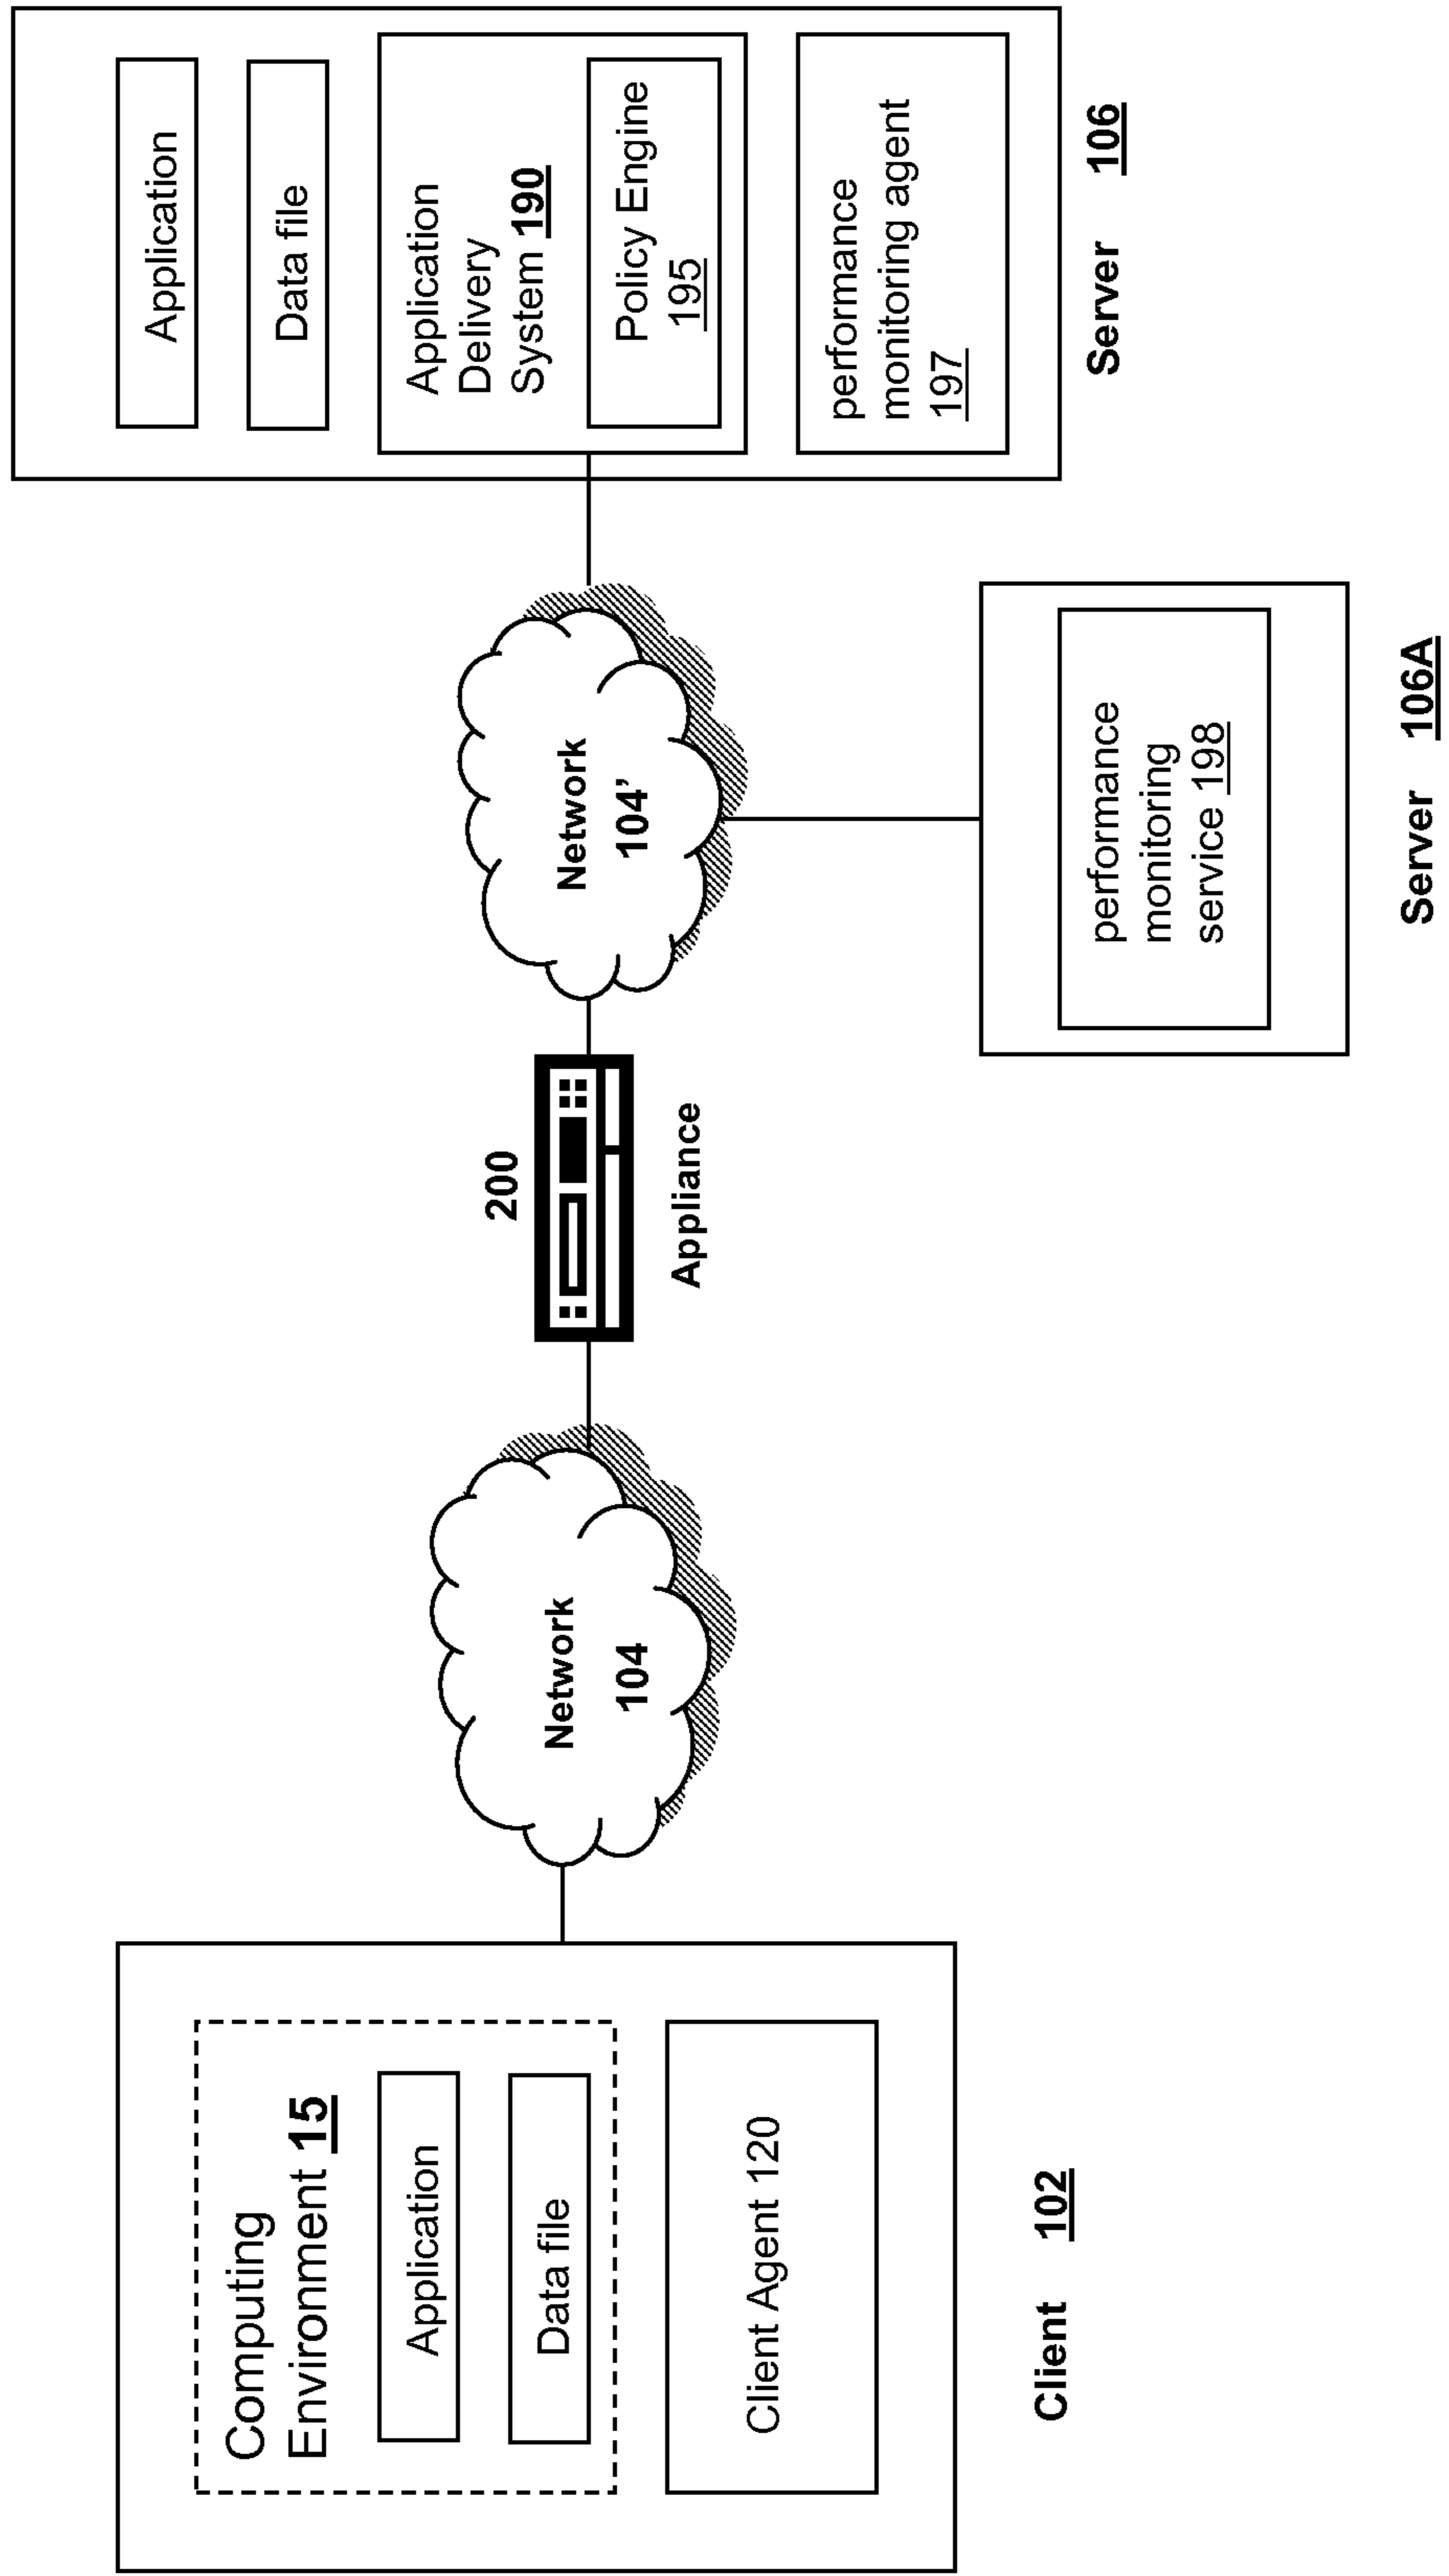 Computing
Environment 15
Application
Data file
Client Agent 120
Client 102
Network
104
200
Appliance
Network
104’
performance
monitoring
service 198
Server 106A
Application
Data file
Application
Delivery
System 190
Policy Engine
195
performance
monitoring agent
197
Server 106